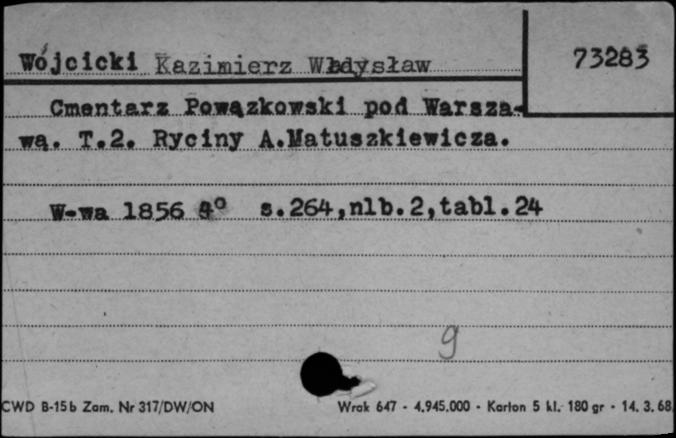 Wójcicki Kazimierz Władysław
73283
Cmentarz Powązkowski pod Warsza-
wą. T.2. Ryciny A.Matuszkiewicza.
W-wa 1856 4° s.264,nlb.2,tabl.24
g
CWD B-15b Zam. Nr 317/DW/ON
Wrak 647 - 4.945.000 - Karton 5 kl. 180 gr - 14. 3. 68